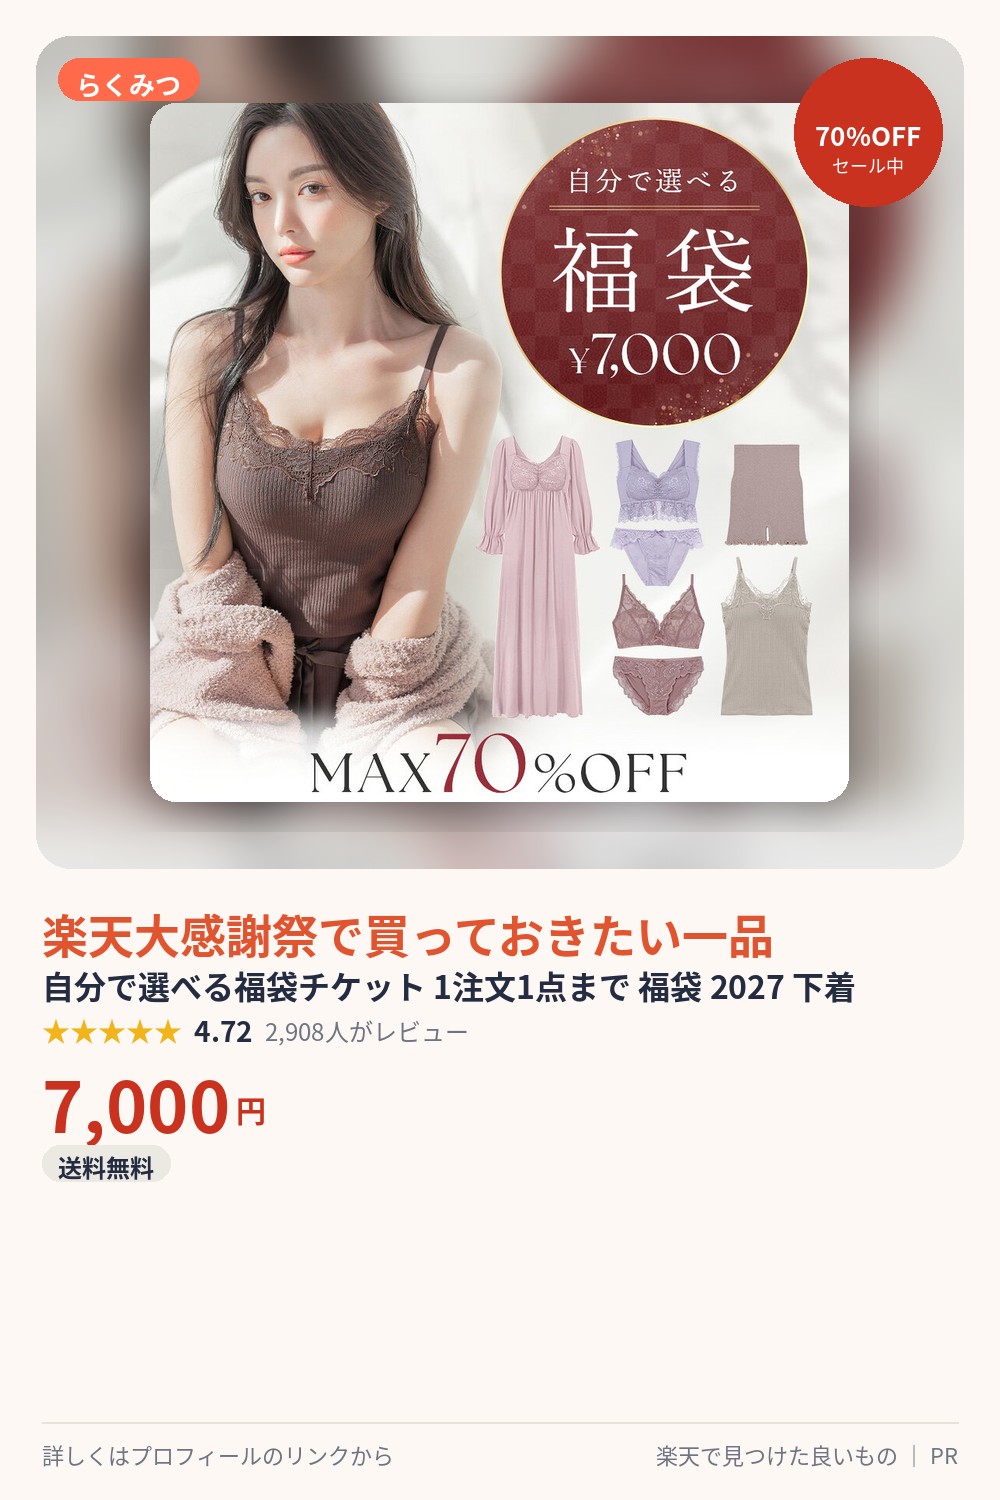 らくみつ
70%OFF
セール中
自分で選べる
福袋
¥7,000
MAX70%OFF
楽天大感謝祭で買っておきたい一品
自分で選べる福袋チケット 1注文1点まで 福袋 2027 下着
★★★★★ 4.72 2,908人がレビュー
7,000円
送料無料
詳しくはプロフィールのリンクから
楽天で見つけた良いもの | PR